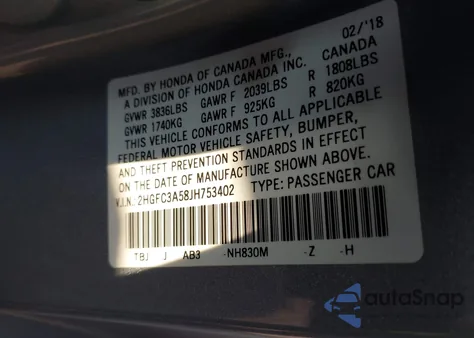 MFD. BY HONDA OF CANADA MFG., 02/'18
A DIVISION OF HONDA CANADA INC. CANADA
GVWR 3836LBS GAWR F 2039LBS R 1808LBS
GVWR 1740KG GAWR F 925KG R 820KG
THIS VEHICLE CONFORMS TO ALL APPLICABLE
FEDERAL MOTOR VEHICLE SAFETY, BUMPER,
AND THEFT PREVENTION STANDARDS IN EFFECT
ON THE DATE OF MANUFACTURE SHOWN ABOVE.
V.I.N.: 2HGFC3A58JH753402 TYPE: PASSENGER CAR
TBJ J AB3 -NH830M -Z -H
autoSnap